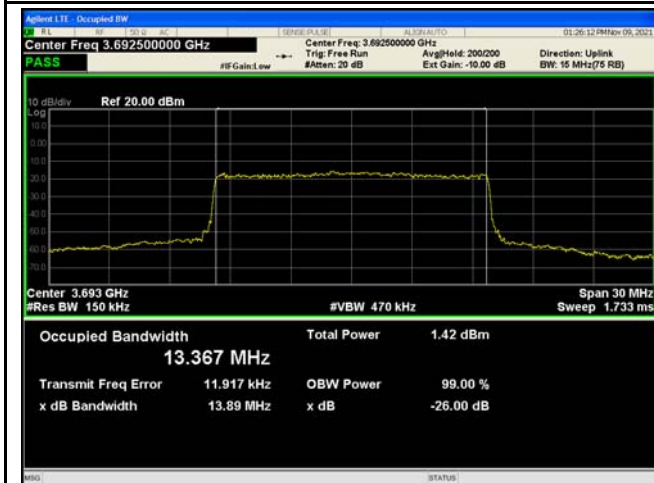 Agilent LTE - Occupied BW
RL RF 50 Ω AC SENSE:PULSE ALIGN AUTO 01:26:12 PM Nov 09, 2021
Center Freq 3.692500000 GHz
Center Freq: 3.692500000 GHz
PASS
Trig: Free Run Avg|Hold: 200/200 Direction: Uplink
#IFGain:Low #Atten: 20 dB Ext Gain: -10.00 dB BW: 15 MHz(75 RB)
10 dB/div Ref 20.00 dBm
Log
10.0
0.00
10.0
20.0
30.0
40.0
50.0
60.0
70.0
Center 3.693 GHz Span 30 MHz
#Res BW 150 kHz #VBW 470 kHz Sweep 1.733 ms
Occupied Bandwidth Total Power 1.42 dBm
13.367 MHz
Transmit Freq Error 11.917 kHz OBW Power 99.00 %
x dB Bandwidth 13.89 MHz x dB -26.00 dB
MSG STATUS